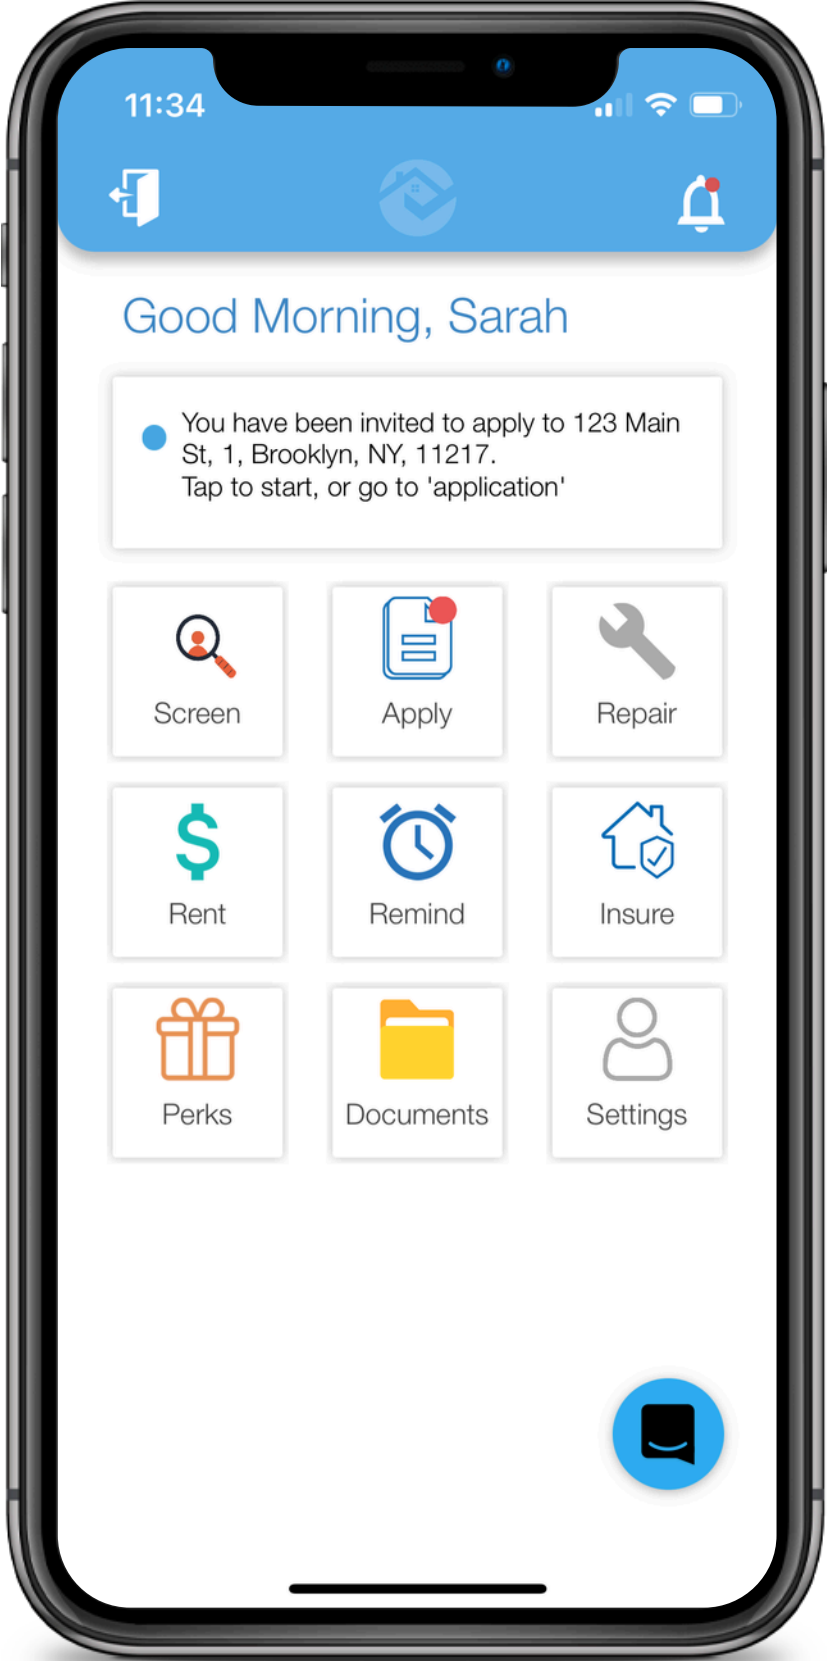 11:34
Good Morning, Sarah
You have been invited to apply to 123 Main
St, 1, Brooklyn, NY, 11217.
Tap to start, or go to 'application'
Screen
Apply
Repair
Rent
Remind
Insure
Perks
Documents
Settings